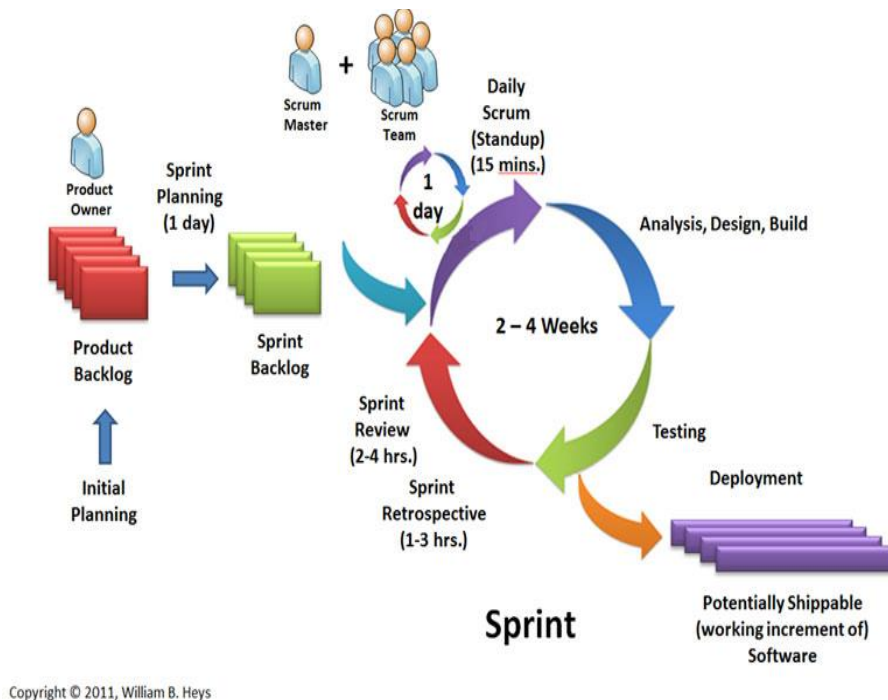 Scrum
Master
+
Scrum
Team
Daily
Scrum
(Standup)
(15 mins.)
Product
Owner
Sprint
Planning
(1 day)
1
day
Analysis, Design, Build
Product
Backlog
Sprint
Backlog
2 – 4 Weeks
Initial
Planning
Sprint
Review
(2-4 hrs.)
Sprint
Retrospective
(1-3 hrs.)
Testing
Deployment
Potentially Shippable
(working increment of)
Software
Sprint
Copyright © 2011, William B. Heys